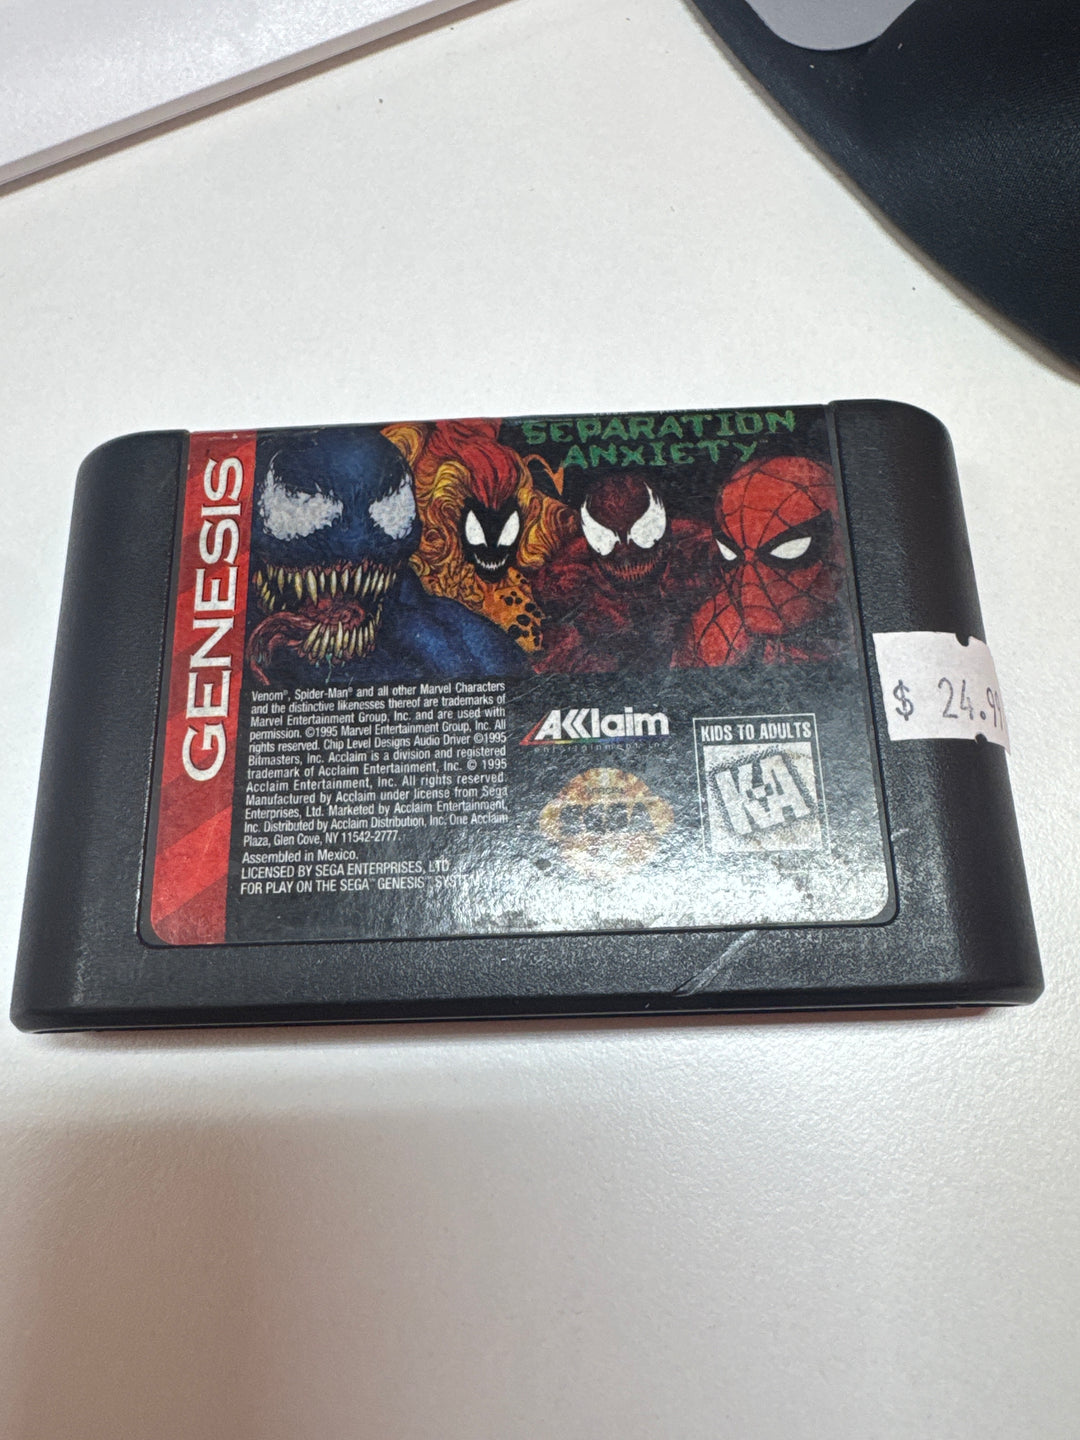 SEPARATION
ANXIETY
GENESIS
Venom®, Spider-Man® and all other Marvel Characters
and the distinctive likenesses thereof are trademarks of
Marvel Entertainment Group, Inc. and are used with
permission. ©1995 Marvel Entertainment Group, Inc. All
rights reserved. Chip Level Designs Audio Driver ©1995
Bitmasters, Inc. Acclaim is a division and registered
trademark of Acclaim Entertainment, Inc. © 1995
Acclaim Entertainment, Inc. All rights reserved.
Manufactured by Acclaim under license from Sega
Enterprises, Ltd. Marketed by Acclaim Entertainment,
Inc. Distributed by Acclaim Distribution, Inc. One Acclaim
Plaza, Glen Cove, NY 11542-2777
Assembled in Mexico.
LICENSED BY SEGA ENTERPRISES, LTD
FOR PLAY ON THE SEGA™ GENESIS™
AKKlaim
KIDS TO ADULTS
K-A
$ 24.9